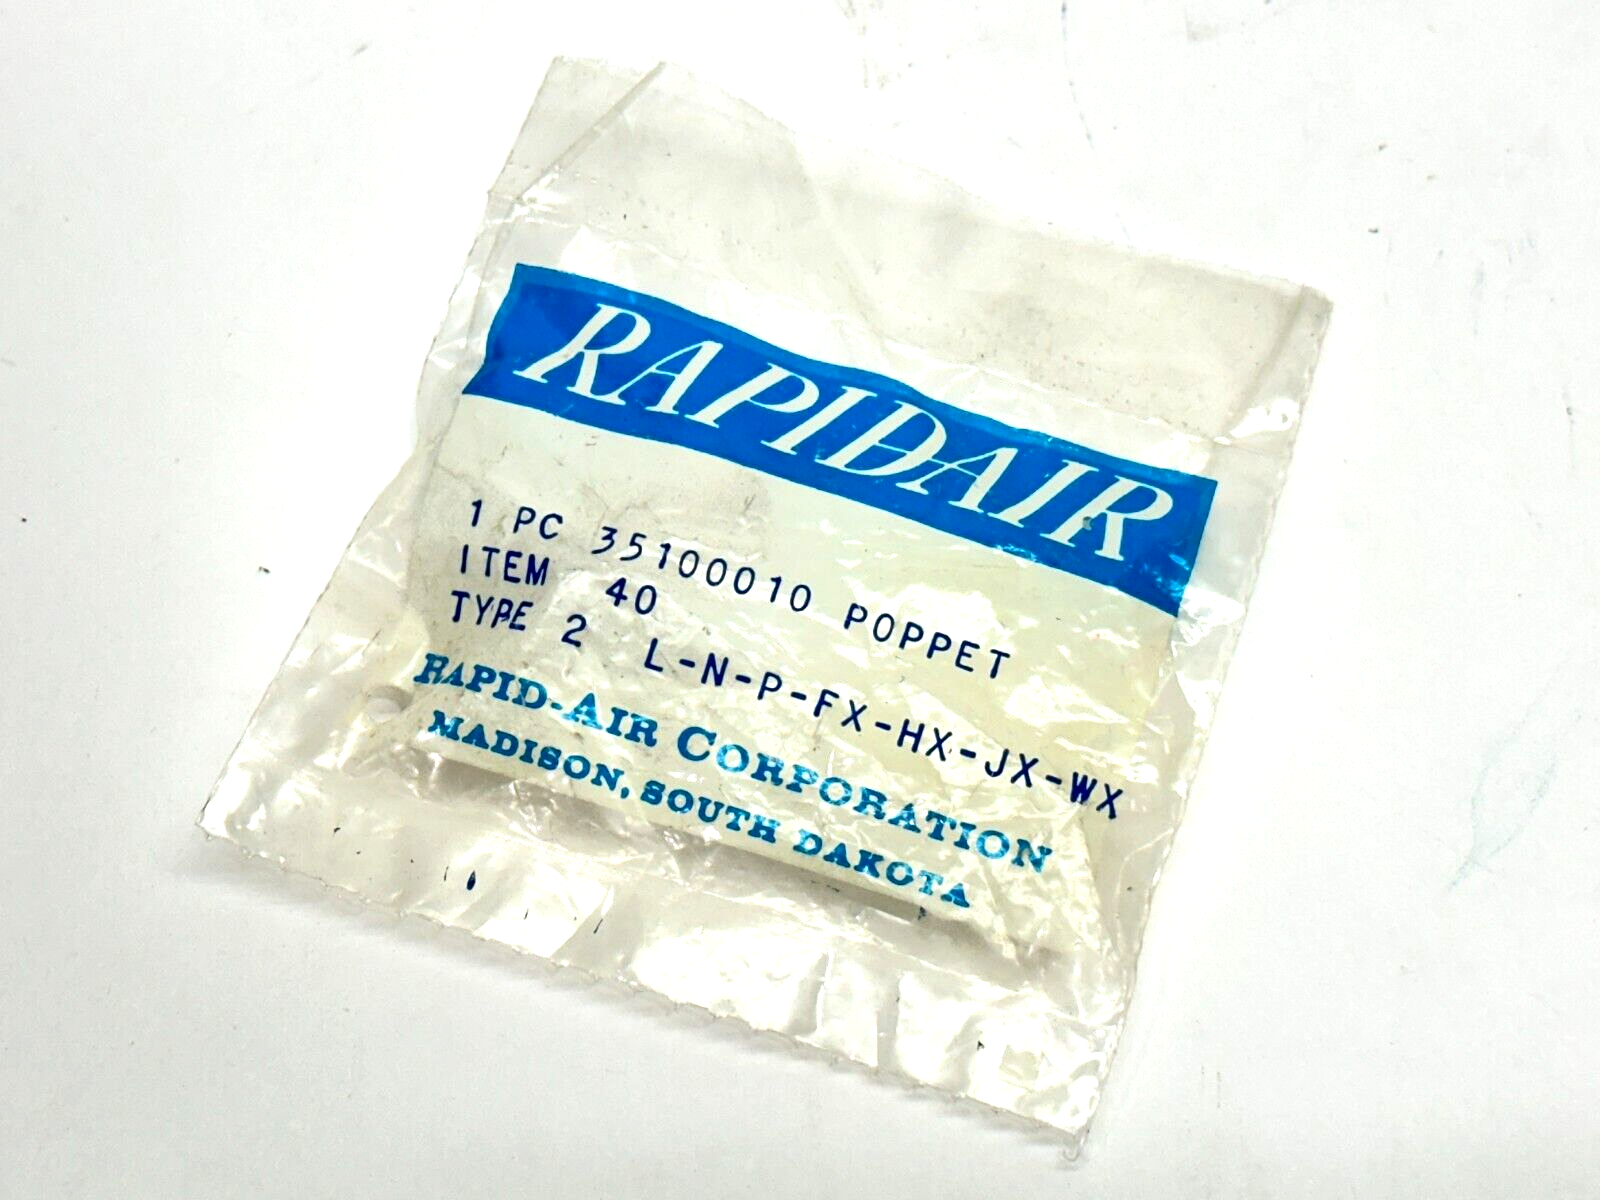 RAPIDAIR
1 PC 35100010 POPPET
ITEM 40
TYPE 2 L-N-P-FX-HX-JX-WX
RAPID-AIR CORPORATION
MADISON, SOUTH DAKOTA